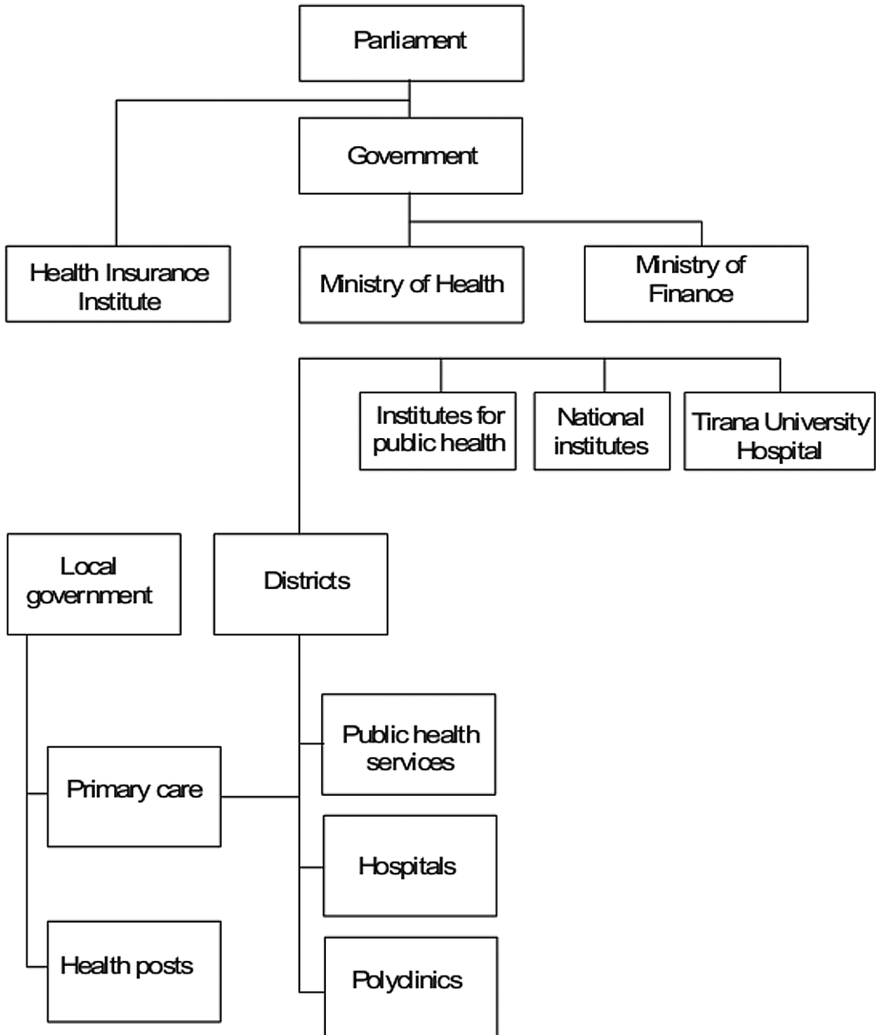 Parliament
Government
Health Insurance
Institute
Ministry of Health
Ministry of
Finance
Institutes for
public health
National
institutes
Tirana University
Hospital
Local
government
Districts
Public health
services
Primary care
Hospitals
Health posts
Polyclinics